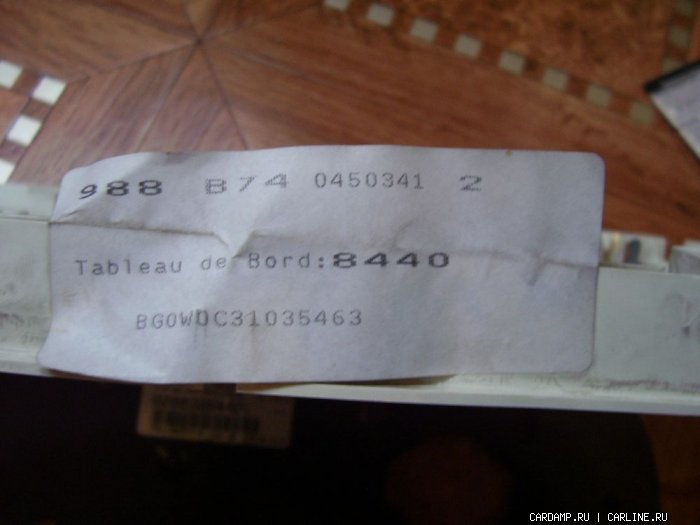 988 B74 0450341 2
Tableau de Bord:8440
BG0WDC31035463
CARDAMP.RU | CARLINE.RU